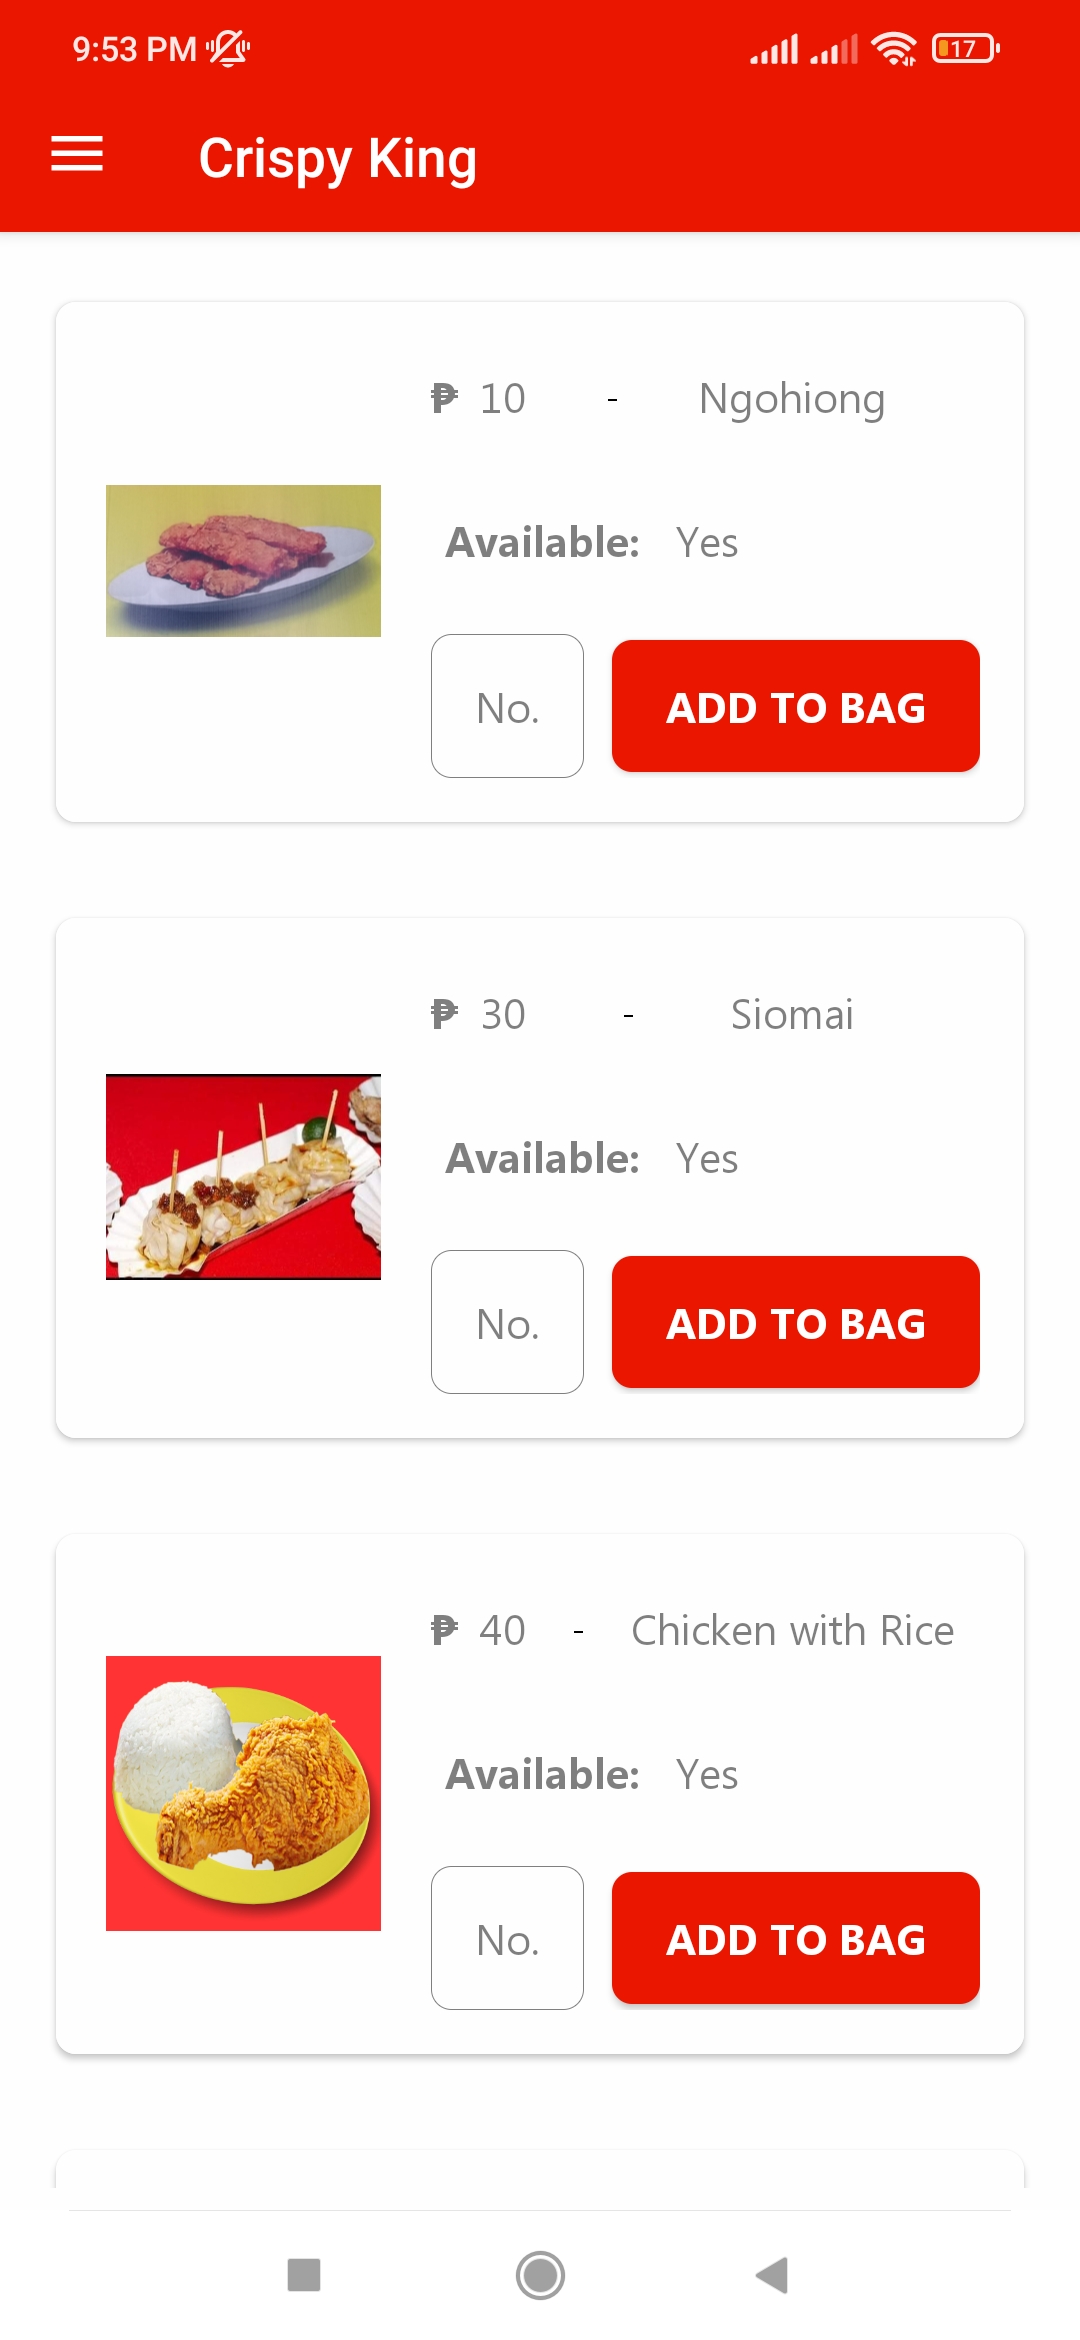 9:53 PM 17
Crispy King
₱ 10 - Ngohiong
Available: Yes
No. ADD TO BAG
₱ 30 - Siomai
Available: Yes
No. ADD TO BAG
₱ 40 - Chicken with Rice
Available: Yes
No. ADD TO BAG